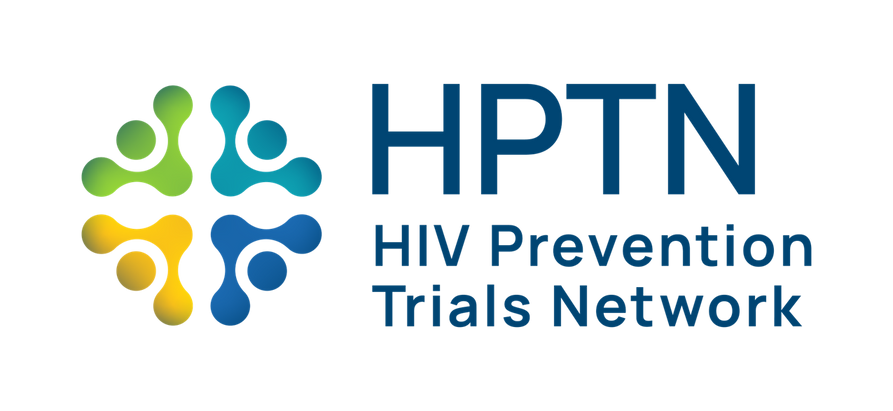 HPTN
HIV Prevention
Trials Network